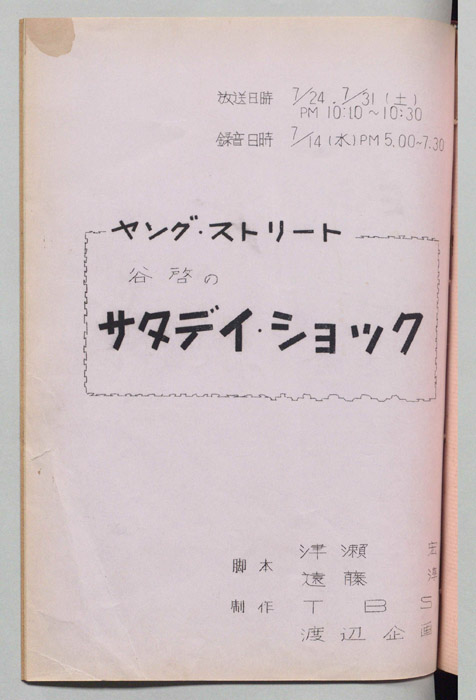 放送日時 7/24.7/31(土)
PM 10:10~10:30
録音日時 7/14(水)PM 5.00~7.30
ヤング・ストリート
谷啓の
サタデイ・ショック
脚本 津瀬 宏
遠藤 淳
制作 TBS
渡辺企画